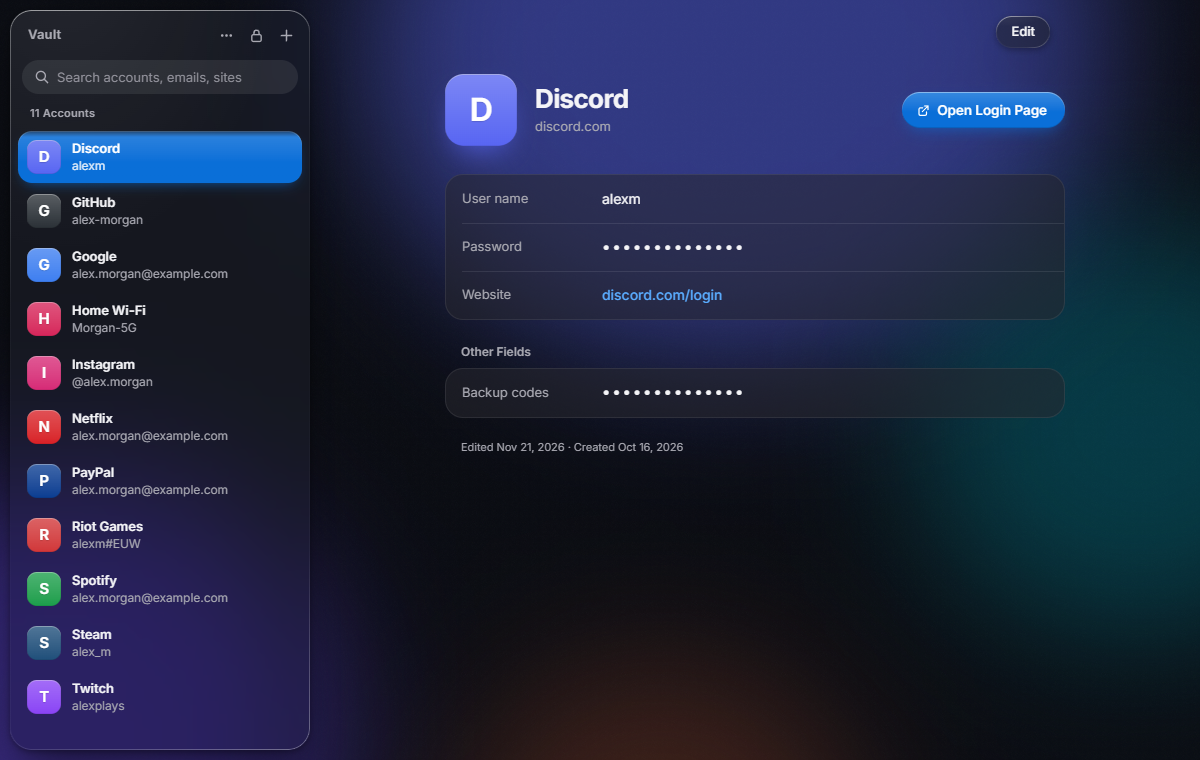 Vault
Search accounts, emails, sites
11 Accounts
D
Discord
alexm
G
GitHub
alex-morgan
G
Google
alex.morgan@example.com
H
Home Wi-Fi
Morgan-5G
I
Instagram
@alex.morgan
N
Netflix
alex.morgan@example.com
P
PayPal
alex.morgan@example.com
R
Riot Games
alexm#EUW
S
Spotify
alex.morgan@example.com
S
Steam
alex_m
T
Twitch
alexplays
Edit
D
Discord
discord.com
Open Login Page
User name alexm
Password ••••••••••••••
Website discord.com/login
Other Fields
Backup codes ••••••••••••••
Edited Nov 21, 2026 · Created Oct 16, 2026